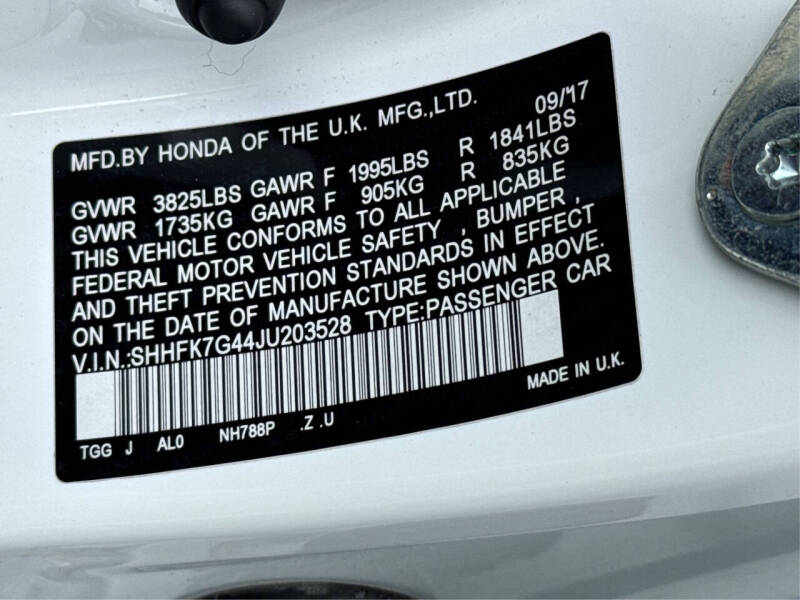 MFD.BY HONDA OF THE U.K. MFG.,LTD. 09/17
GVWR 3825LBS GAWR F 1995LBS R 1841LBS
GVWR 1735KG GAWR F 905KG R 835KG
THIS VEHICLE CONFORMS TO ALL APPLICABLE
FEDERAL MOTOR VEHICLE SAFETY , BUMPER ,
AND THEFT PREVENTION STANDARDS IN EFFECT
ON THE DATE OF MANUFACTURE SHOWN ABOVE.
V.I.N.:SHHFK7G44JU203528 TYPE:PASSENGER CAR
TGG J AL0 NH788P .Z .U MADE IN U.K.